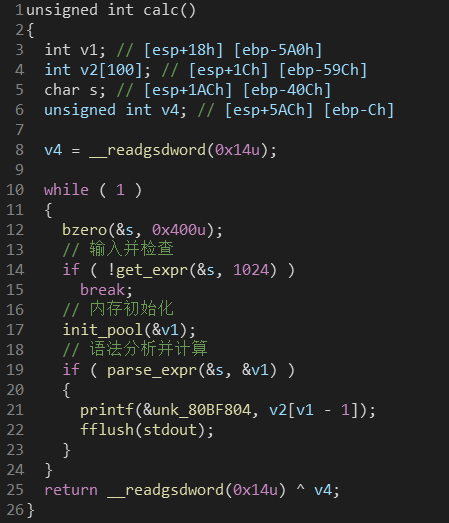 1unsigned int calc()
2{
3  int v1; // [esp+18h] [ebp-5A0h]
4  int v2[100]; // [esp+1Ch] [ebp-59Ch]
5  char s; // [esp+1ACh] [ebp-40Ch]
6  unsigned int v4; // [esp+5ACh] [ebp-Ch]
7
8  v4 = __readgsdword(0x14u);
9
10  while ( 1 )
11  {
12    bzero(&s, 0x400u);
13    // 输入并检查
14    if ( !get_expr(&s, 1024) )
15      break;
16    // 内存初始化
17    init_pool(&v1);
18    // 语法分析并计算
19    if ( parse_expr(&s, &v1) )
20    {
21      printf(&unk_80BF804, v2[v1 - 1]);
22      fflush(stdout);
23    }
24  }
25  return __readgsdword(0x14u) ^ v4;
26}